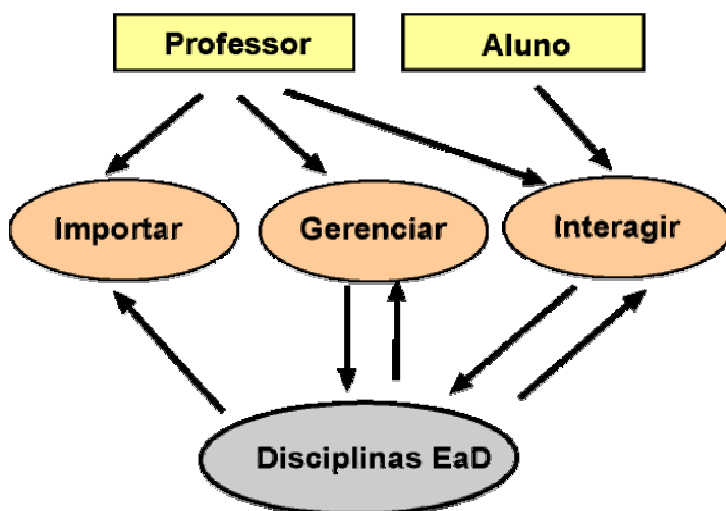 Professor
Aluno
Importar
Gerenciar
Interagir
Disciplinas EaD